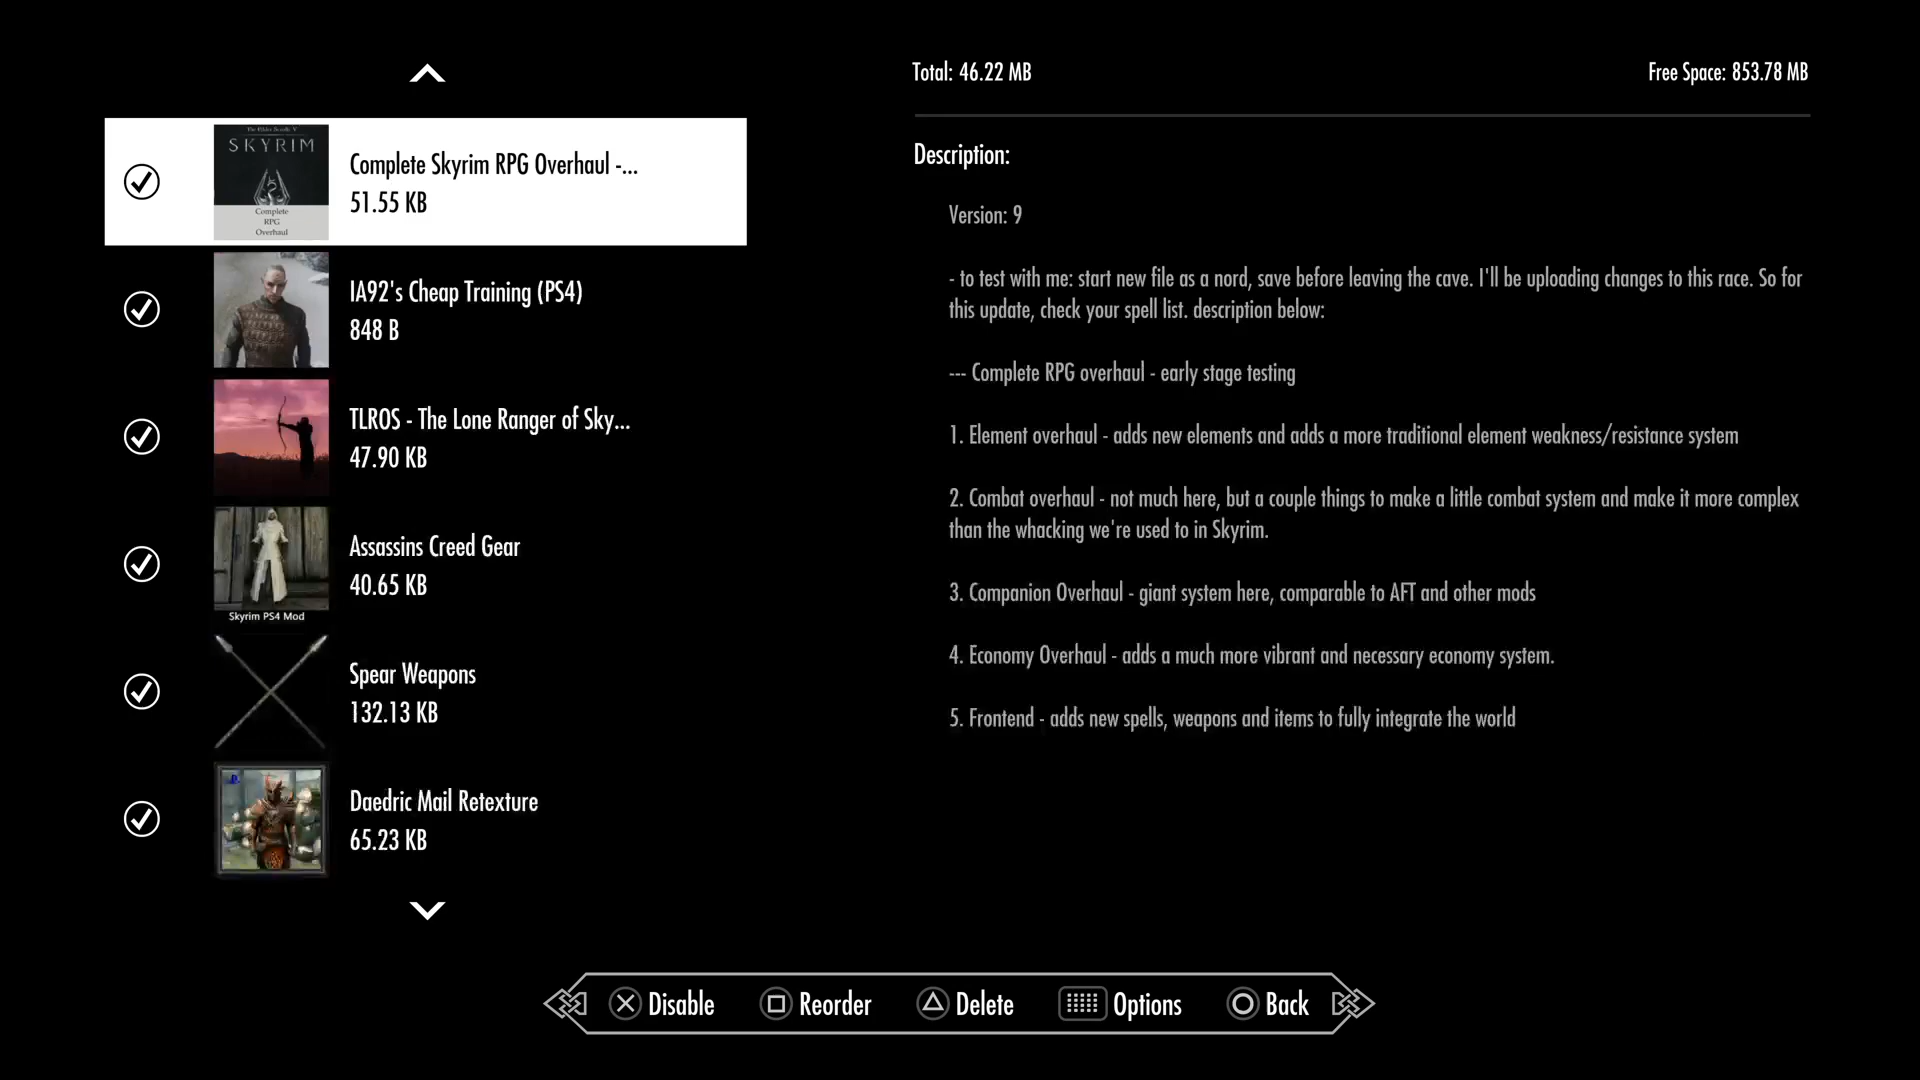 Total: 46.22 MB
Free Space: 853.78 MB
The Elder Scrolls V
SKYRIM
Complete
RPG
Overhaul
Complete Skyrim RPG Overhaul -...
51.55 KB
IA92's Cheap Training (PS4)
848 B
TLROS - The Lone Ranger of Sky...
47.90 KB
Skyrim PS4 Mod
Assassins Creed Gear
40.65 KB
Spear Weapons
132.13 KB
Daedric Mail Retexture
65.23 KB
Description:
Version: 9
- to test with me: start new file as a nord, save before leaving the cave. I'll be uploading changes to this race. So for
this update, check your spell list. description below:
--- Complete RPG overhaul - early stage testing
1. Element overhaul - adds new elements and adds a more traditional element weakness/resistance system
2. Combat overhaul - not much here, but a couple things to make a little combat system and make it more complex
than the whacking we're used to in Skyrim.
3. Companion Overhaul - giant system here, comparable to AFT and other mods
4. Economy Overhaul - adds a much more vibrant and necessary economy system.
5. Frontend - adds new spells, weapons and items to fully integrate the world
Disable
Reorder
Delete
Options
Back